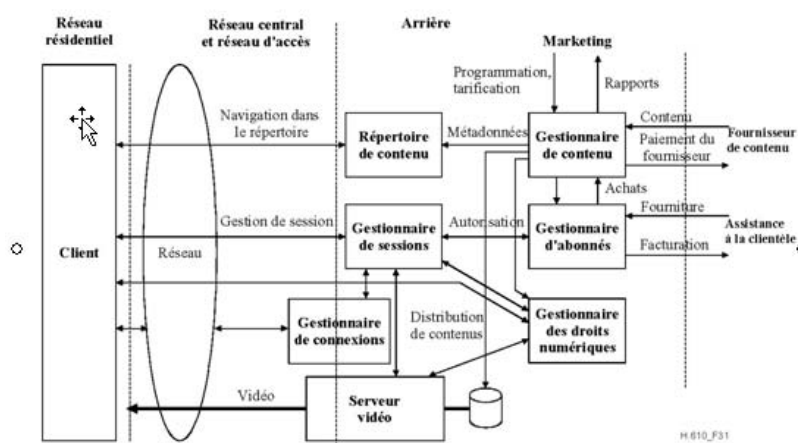 Réseau
résidentiel
Réseau central
et réseau d'accès
Arrière
Marketing
Programmation,
tarification
Rapports
Navigation dans
le répertoire
Répertoire
de contenu
Métadonnées
Gestionnaire
de contenu
Contenu
Paiement du
fournisseur
Fournisseur
de contenu
Achats
Gestion de session
Gestionnaire
de sessions
Autorisation
Gestionnaire
d'abonnés
Fourniture
Facturation
Assistance
à la clientèle
Client
Réseau
Gestionnaire
de connexions
Distribution
de contenus
Gestionnaire
des droits
numériques
Vidéo
Serveur
vidéo
H.610_F31